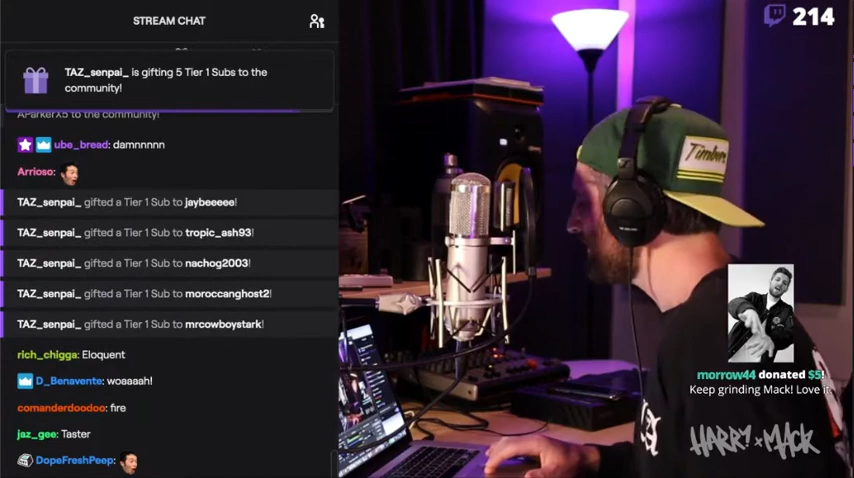 STREAM CHAT
214
TAZ_senpai_ is gifting 5 Tier 1 Subs to the
community!
AParkerX5 to the community!
ube_bread: damnnnnn
Arrioso:
TAZ_senpai_ gifted a Tier 1 Sub to jaybeeeee!
TAZ_senpai_ gifted a Tier 1 Sub to tropic_ash93!
TAZ_senpai_ gifted a Tier 1 Sub to nachog2003!
TAZ_senpai_ gifted a Tier 1 Sub to moroccanghost2!
TAZ_senpai_ gifted a Tier 1 Sub to mrcowboystark!
rich_chigga: Eloquent
D_Benavente: woaaaah!
comanderdoodoo: fire
jaz_gee: Taster
DopeFreshPeep:
Timbers
morrow44 donated $5!
Keep grinding Mack! Love it
HARRY x MACK